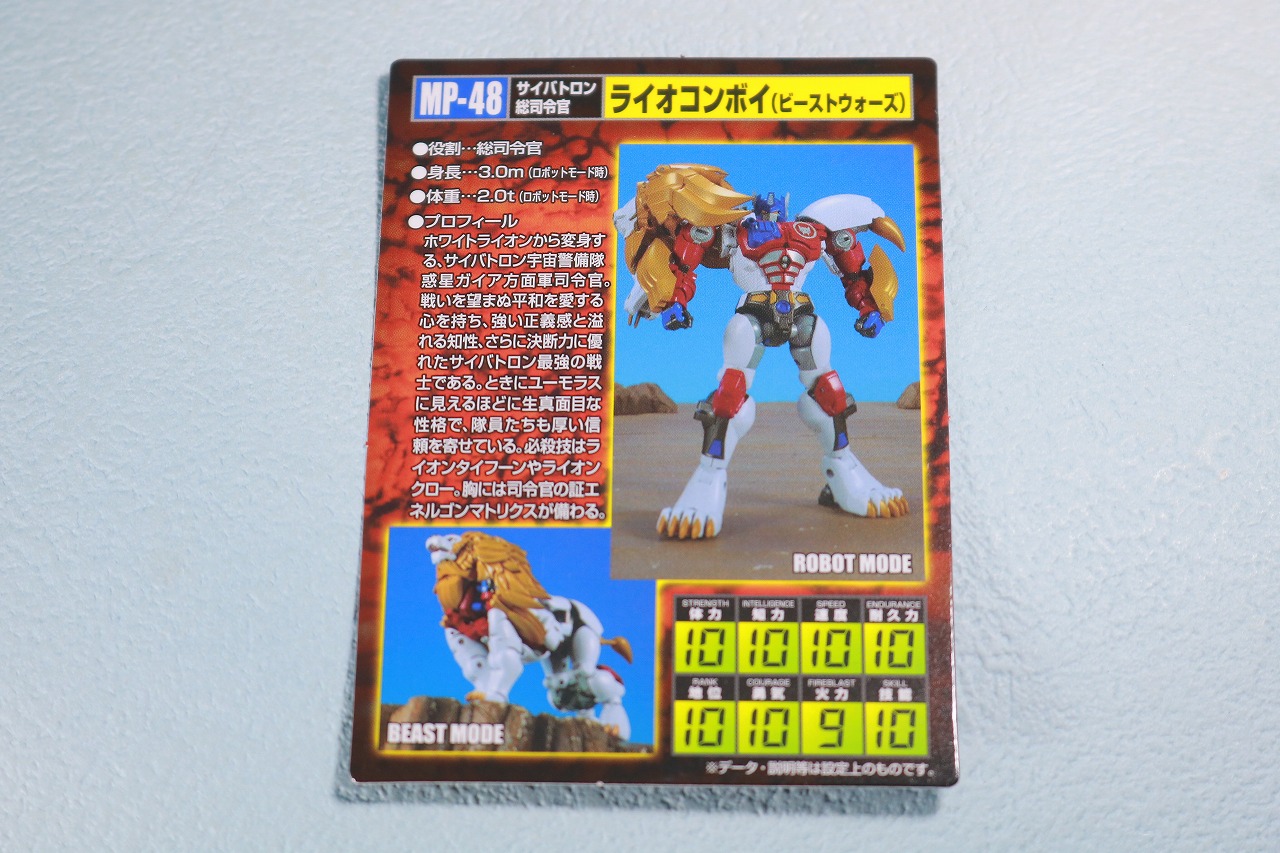 MP-48
サイバトロン
総司令官
ライオコンボイ(ビーストウォーズ)
●役割…総司令官
●身長…3.0m(ロボットモード時)
●体重…2.0t(ロボットモード時)
●プロフィール
ホワイトライオンから変身す
る、サイバトロン宇宙警備隊
惑星ガイア方面軍司令官。
戦いを望まぬ平和を愛する
心を持ち、強い正義感と溢
れる知性、さらに決断力に優
れたサイバトロン最強の戦
士である。ときにユーモラス
に見えるほどに生真面目な
性格で、隊員たちも厚い信
頼を寄せている。必殺技はラ
イオンタイフーンやライオン
クロー。胸には司令官の証エ
ネルゴンマトリクスが備わる。
ROBOT MODE
BEAST MODE
STRENGTH INTELLIGENCE SPEED ENDURANCE
体力 知力 速度 耐久力
10 10 10 10
RANK COURAGE FIREBLAST SKILL
地位 勇気 火力 技能
10 10 9 10
※データ・説明等は設定上のものです。